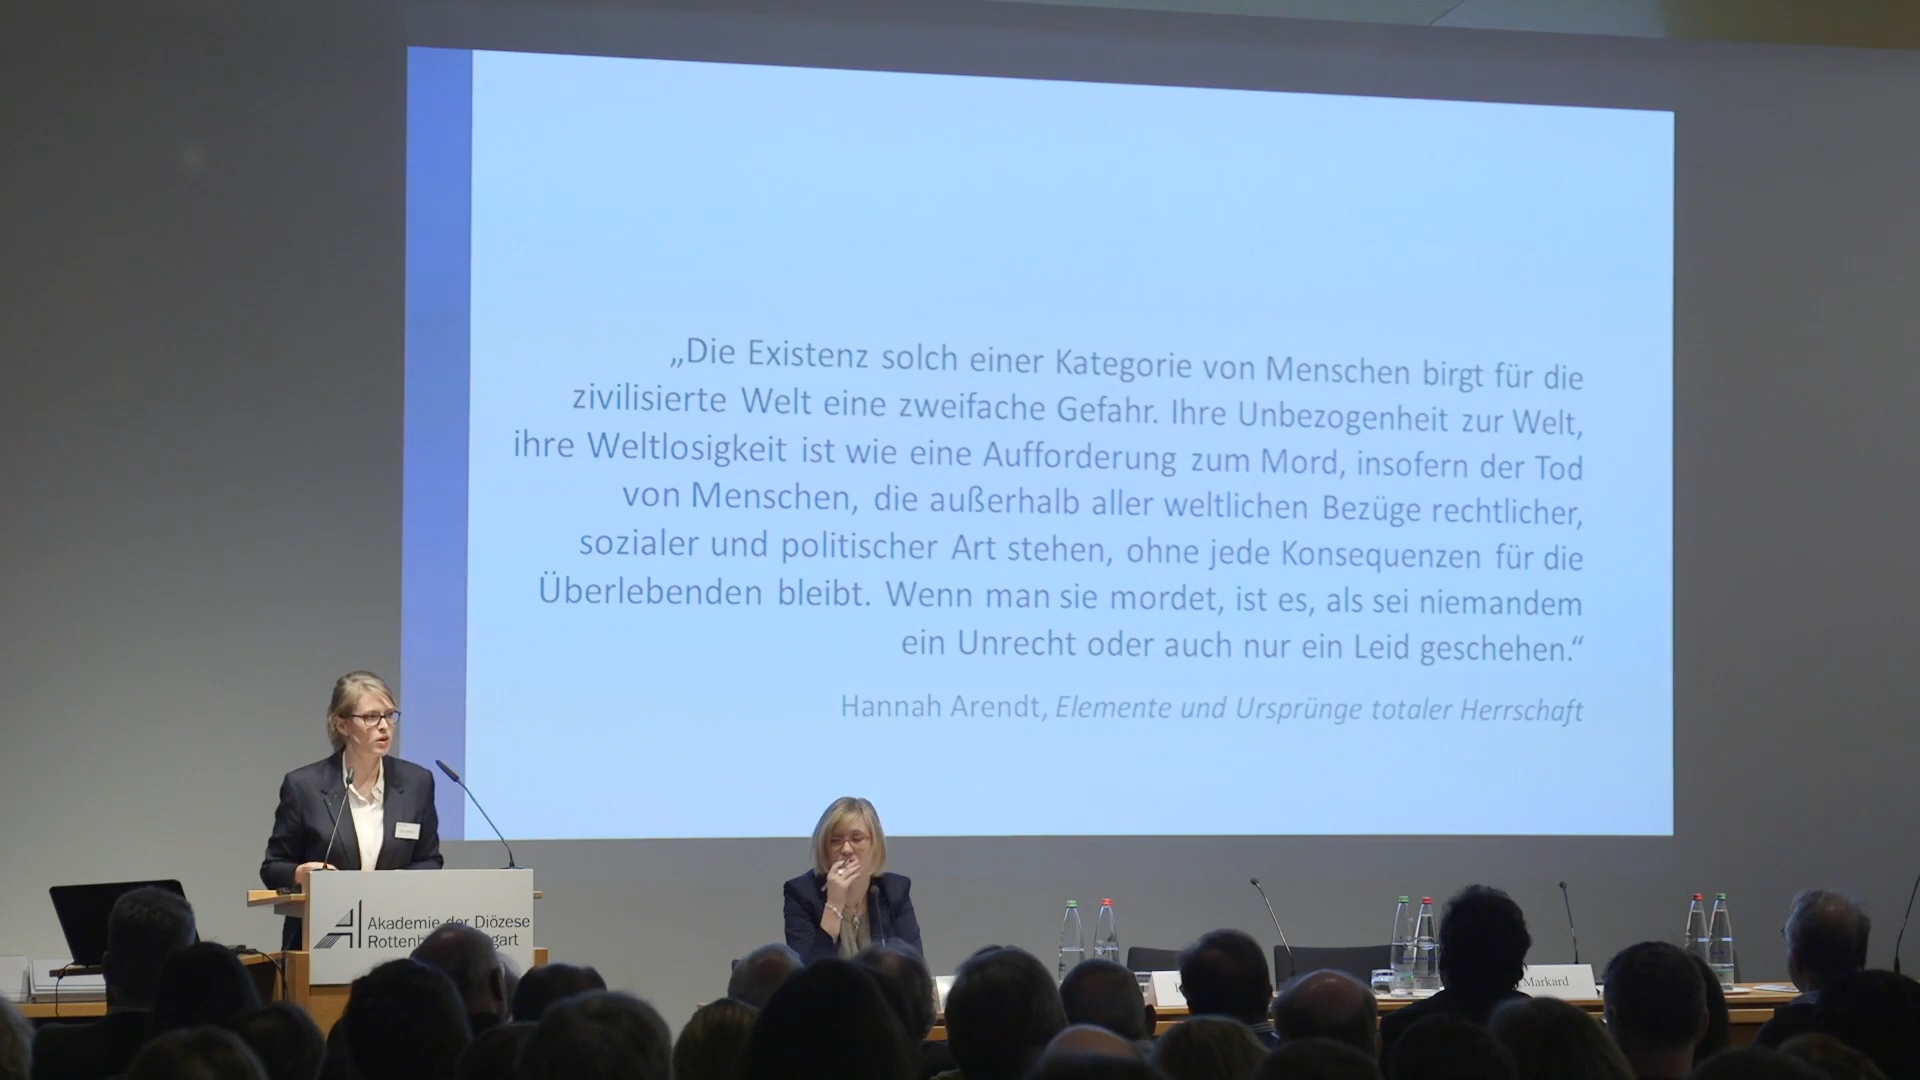 „Die Existenz solch einer Kategorie von Menschen birgt für die
zivilisierte Welt eine zweifache Gefahr. Ihre Unbezogenheit zur Welt,
ihre Weltlosigkeit ist wie eine Aufforderung zum Mord, insofern der Tod
von Menschen, die außerhalb aller weltlichen Bezüge rechtlicher,
sozialer und politischer Art stehen, ohne jede Konsequenzen für die
Überlebenden bleibt. Wenn man sie mordet, ist es, als sei niemandem
ein Unrecht oder auch nur ein Leid geschehen.“
Hannah Arendt, Elemente und Ursprünge totaler Herrschaft
Akademie der Diözese
Markard